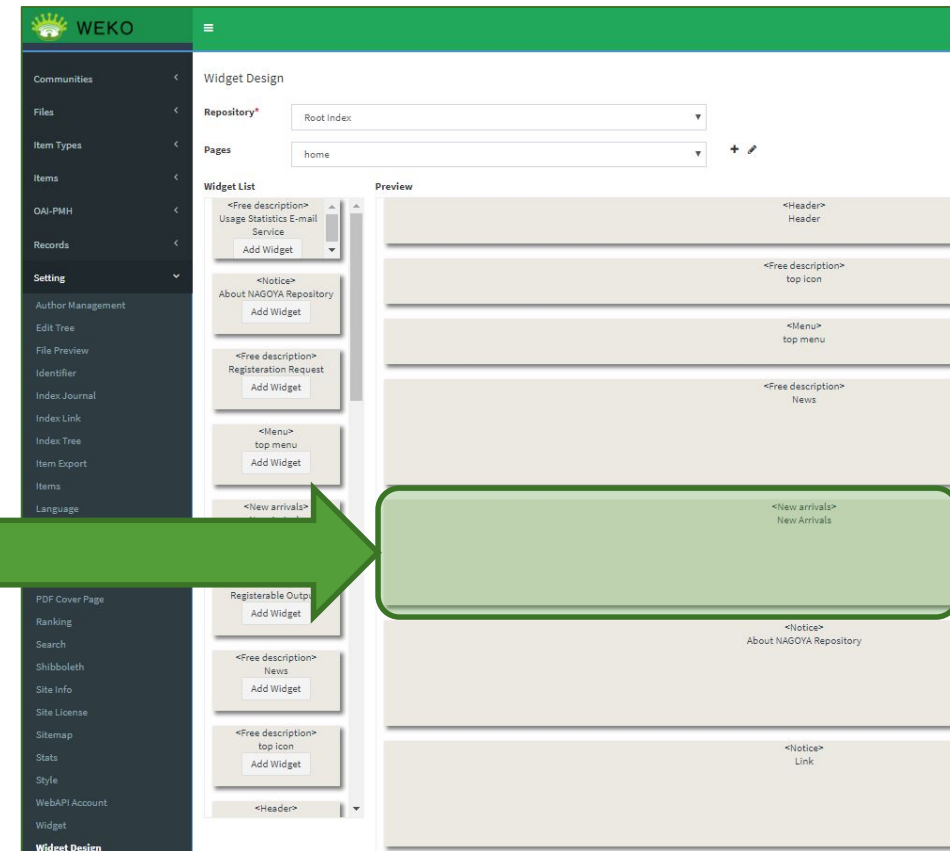 WEKO
Communities
Files
Item Types
Items
OAI-PMH
Records
Setting
Author Management
Edit Tree
File Preview
Identifier
Index Journal
Index Link
Index Tree
Item Export
Items
Language
PDF Cover Page
Ranking
Search
Shibboleth
Site Info
Site License
Sitemap
Stats
Style
WebAPI Account
Widget
Widget Design
Widget Design
Repository*
Root Index
Pages
home
Widget List
<Free description>
Usage Statistics E-mail
Service
Add Widget
<Notice>
About NAGOYA Repository
Add Widget
<Free description>
Registeration Request
Add Widget
<Menu>
top menu
Add Widget
<New arrivals>
Registerable Outpu
Add Widget
<Free description>
News
Add Widget
<Free description>
top icon
Add Widget
<Header>
Preview
<Header>
Header
<Free description>
top icon
<Menu>
top menu
<Free description>
News
<New arrivals>
New Arrivals
<Notice>
About NAGOYA Repository
<Notice>
Link